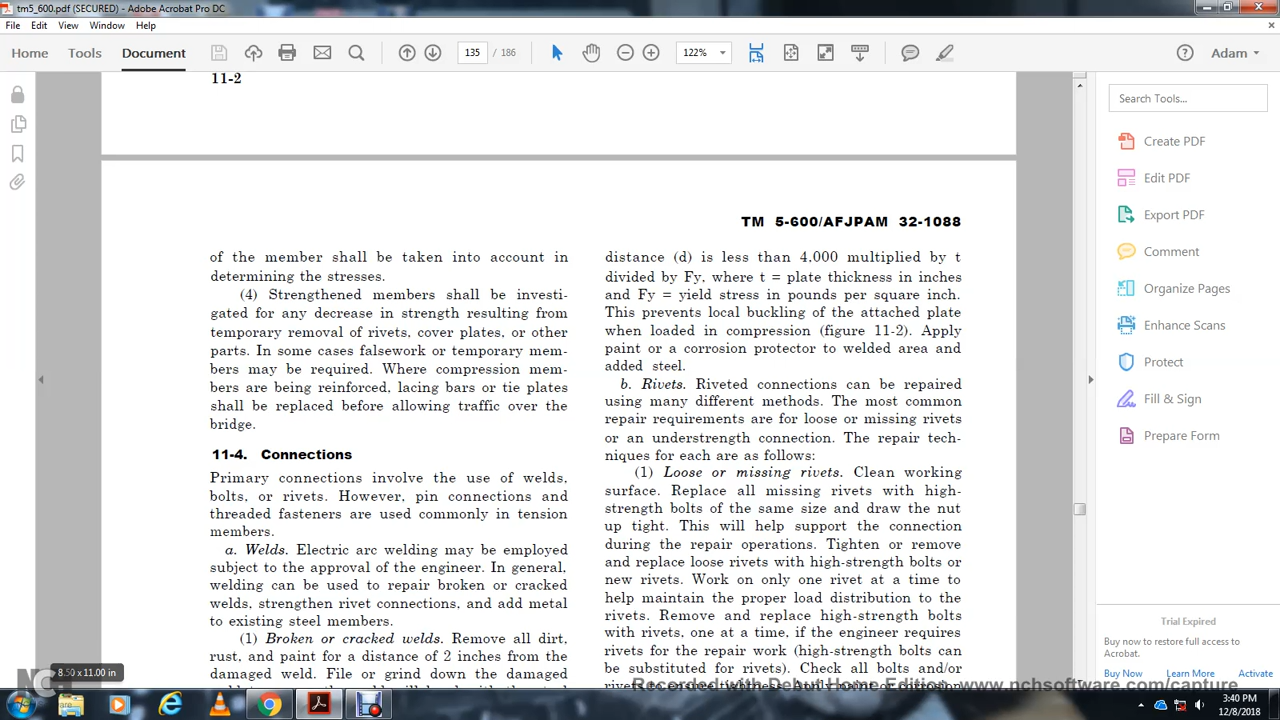 tm5_600.pdf (SECURED) - Adobe Acrobat Pro DC
File Edit View Window Help
Home Tools Document 135 / 186 122% Adam
11-2
TM 5-600/AFJPAM 32-1088
of the member shall be taken into account in
determining the stresses.
(4) Strengthened members shall be investi-
gated for any decrease in strength resulting from
temporary removal of rivets, cover plates, or other
parts. In some cases falsework or temporary mem-
bers may be required. Where compression mem-
bers are being reinforced, lacing bars or tie plates
shall be replaced before allowing traffic over the
bridge.
11-4. Connections
Primary connections involve the use of welds,
bolts, or rivets. However, pin connections and
threaded fasteners are used commonly in tension
members.
a. Welds. Electric arc welding may be employed
subject to the approval of the engineer. In general,
welding can be used to repair broken or cracked
welds, strengthen rivet connections, and add metal
to existing steel members.
(1) Broken or cracked welds. Remove all dirt,
rust, and paint for a distance of 2 inches from the
damaged weld. File or grind down the damaged
distance (d) is less than 4,000 multiplied by t
divided by Fy, where t = plate thickness in inches
and Fy = yield stress in pounds per square inch.
This prevents local buckling of the attached plate
when loaded in compression (figure 11-2). Apply
paint or a corrosion protector to welded area and
added steel.
b. Rivets. Riveted connections can be repaired
using many different methods. The most common
repair requirements are for loose or missing rivets
or an understrength connection. The repair tech-
niques for each are as follows:
(1) Loose or missing rivets. Clean working
surface. Replace all missing rivets with high-
strength bolts of the same size and draw the nut
up tight. This will help support the connection
during the repair operations. Tighten or remove
and replace loose rivets with high-strength bolts or
new rivets. Work on only one rivet at a time to
help maintain the proper load distribution to the
rivets. Remove and replace high-strength bolts
with rivets, one at a time, if the engineer requires
rivets for the repair work (high-strength bolts can
be substituted for rivets). Check all bolts and/or
Search Tools...
Create PDF
Edit PDF
Export PDF
Comment
Organize Pages
Enhance Scans
Protect
Fill & Sign
Prepare Form
Trial Expired
Buy now to restore full access to
Acrobat.
Buy Now Learn More Activate
8.50 x 11.00 in
NCH
Recorded with Debut Home Edition www.nchsoftware.com/capture
3:40 PM
12/8/2018